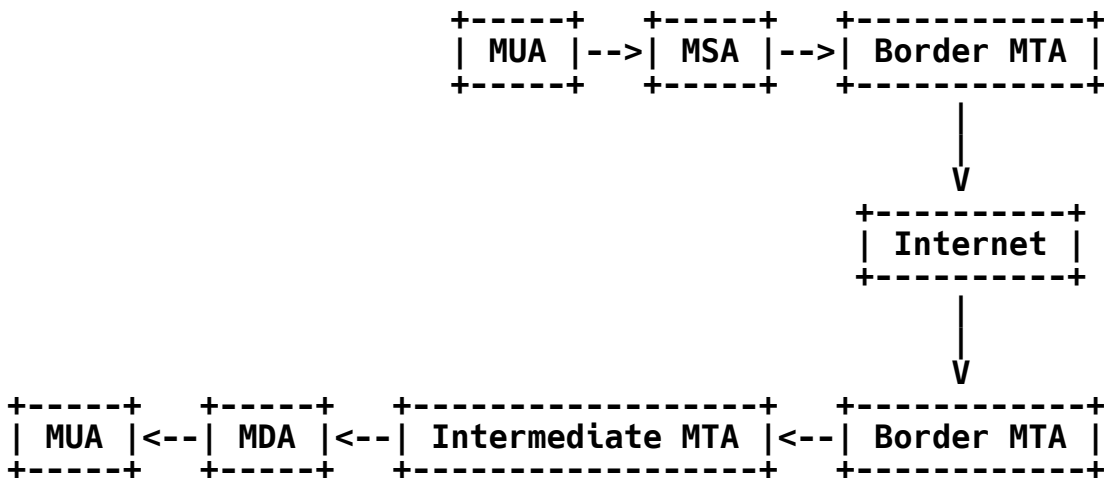 +-----+   +-----+   +------------+
| MUA |-->| MSA |-->| Border MTA |
+-----+   +-----+   +------------+
|
|
V
+----------+
| Internet |
+----------+
|
|
V
+-----+   +-----+   +------------------+   +------------+
| MUA |<--| MDA |<--| Intermediate MTA |<--| Border MTA |
+-----+   +-----+   +------------------+   +------------+